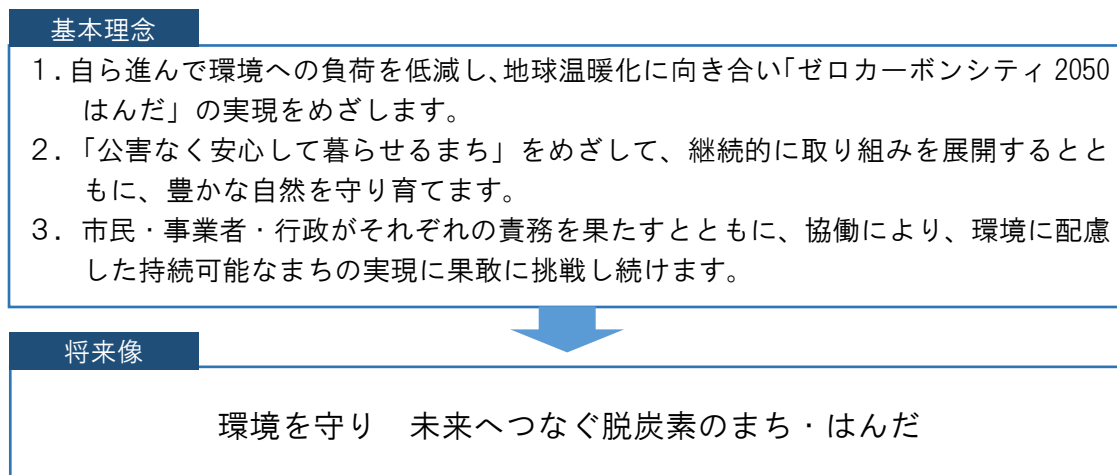 基本理念
1．自ら進んで環境への負荷を低減し、地球温暖化に向き合い「ゼロカーボンシティ 2050
はんだ」の実現をめざします。
2．「公害なく安心して暮らせるまち」をめざして、継続的に取り組みを展開するとと
もに、豊かな自然を守り育てます。
3．市民・事業者・行政がそれぞれの責務を果たすとともに、協働により、環境に配慮
した持続可能なまちの実現に果敢に挑戦し続けます。
将来像
環境を守り　未来へつなぐ脱炭素のまち・はんだ